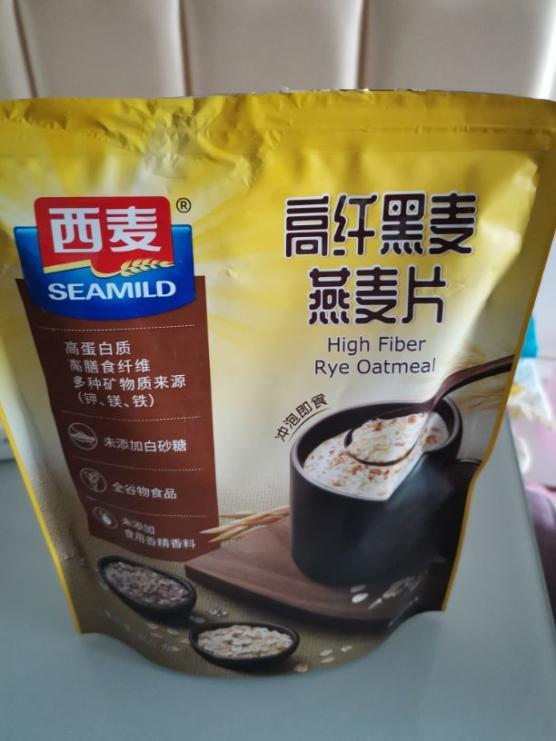 西麦®
SEAMILD
高纤黑麦
燕麦片
High Fiber
Rye Oatmeal
冲泡即食
高蛋白质
高膳食纤维
多种矿物质来源
(钾、镁、铁)
未添加白砂糖
全谷物食品
未添加
食用香精香料